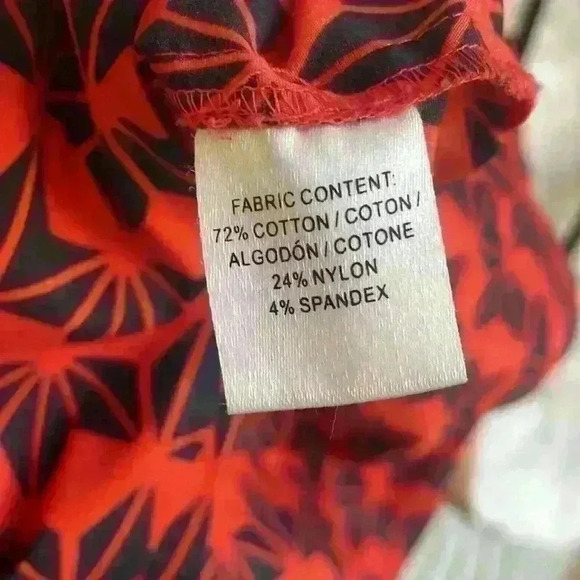 FABRIC CONTENT:
72% COTTON / COTON /
ALGODÓN / COTONE
24% NYLON
4% SPANDEX